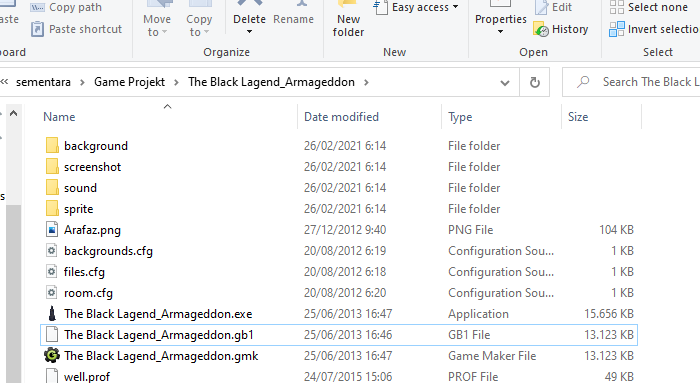 Copy path
Paste shortcut
Move to
Copy to
Delete
Rename
New folder
Easy access
Properties
Edit
History
Select none
Invert selection
Organize
New
Open
Select
sementara > Game Projekt > The Black Lagend_Armageddon >
Search The Black L
Nama Date modified Type Size
background 26/02/2021 6:14 File folder
screenshot 26/02/2021 6:14 File folder
sound 26/02/2021 6:14 File folder
sprite 26/02/2021 6:14 File folder
Arafaz.png 27/12/2012 9:40 PNG File 104 KB
backgrounds.cfg 20/08/2012 6:19 Configuration Sou... 1 KB
files.cfg 20/08/2012 6:18 Configuration Sou... 1 KB
room.cfg 20/08/2012 6:20 Configuration Sou... 1 KB
The Black Lagend_Armageddon.exe 25/06/2013 16:47 Application 15.656 KB
The Black Lagend_Armageddon.gb1 25/06/2013 16:46 GB1 File 13.123 KB
The Black Lagend_Armageddon.gmk 25/06/2013 16:47 Game Maker File 13.123 KB
well.prof 24/07/2015 15:06 PROF File 49 KB